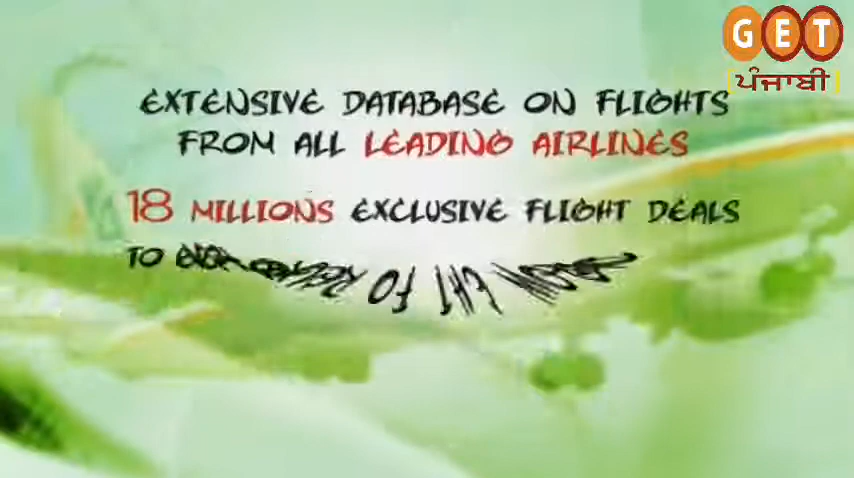 GET
ਪੰਜਾਬੀ
EXTENSIVE DATABASE ON FLIGHTS
FROM ALL LEADING AIRLINES
18 MILLIONS EXCLUSIVE FLIGHT DEALS
TO